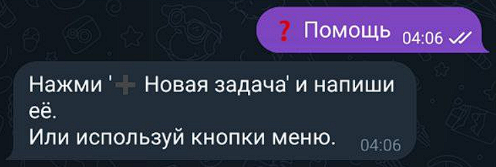 ❓ Помощь 04:06
Нажми '➕ Новая задача' и напиши
её.
Или используй кнопки меню. 04:06